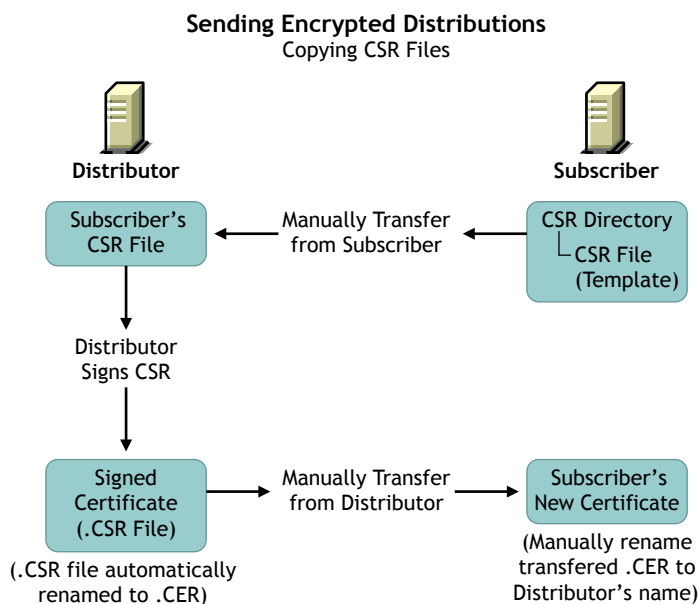 Sending Encrypted Distributions
Copying CSR Files
Distributor
Subscriber
Subscriber's
CSR File
Manually Transfer
from Subscriber
CSR Directory
CSR File
(Template)
Distributor
Signs CSR
Signed
Certificate
(.CSR File)
Manually Transfer
from Distributor
Subscriber's
New Certificate
(.CSR file automatically
renamed to .CER)
(Manually rename
transfered .CER to
Distributor's name)